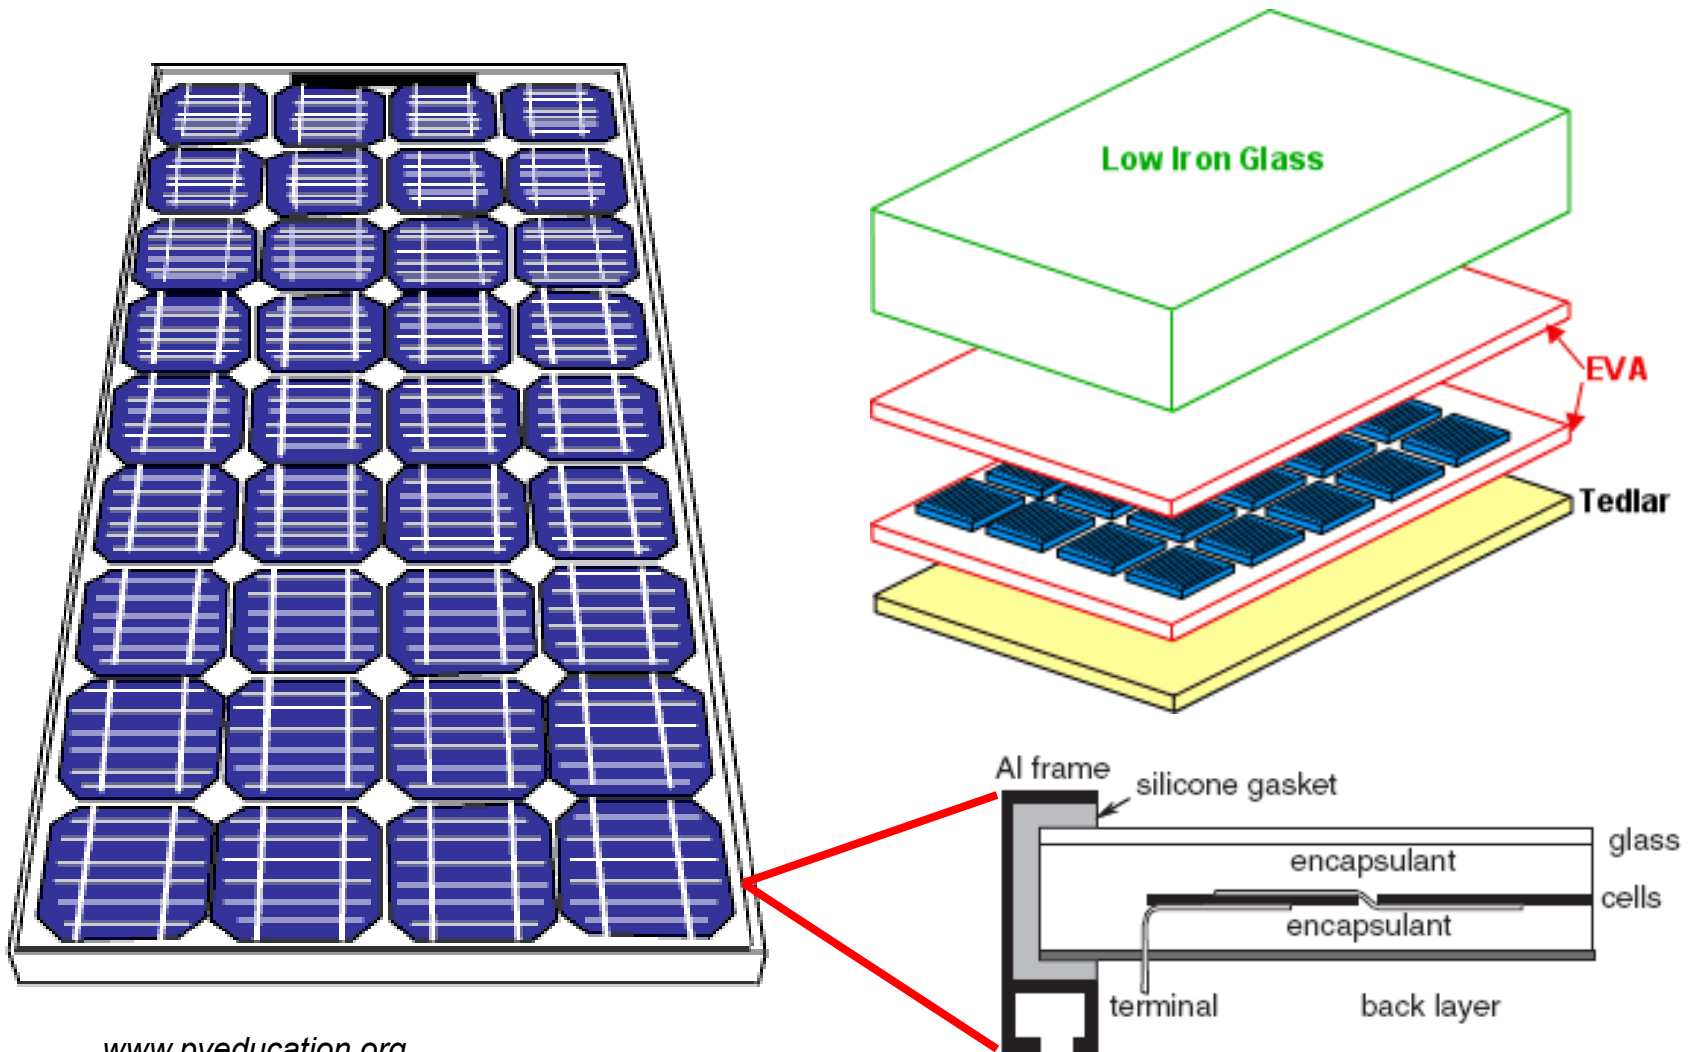 Low Iron Glass
EVA
Tedlar
Al frame
silicone gasket
glass
encapsulant
cells
encapsulant
terminal
back layer
www.pveducation.org